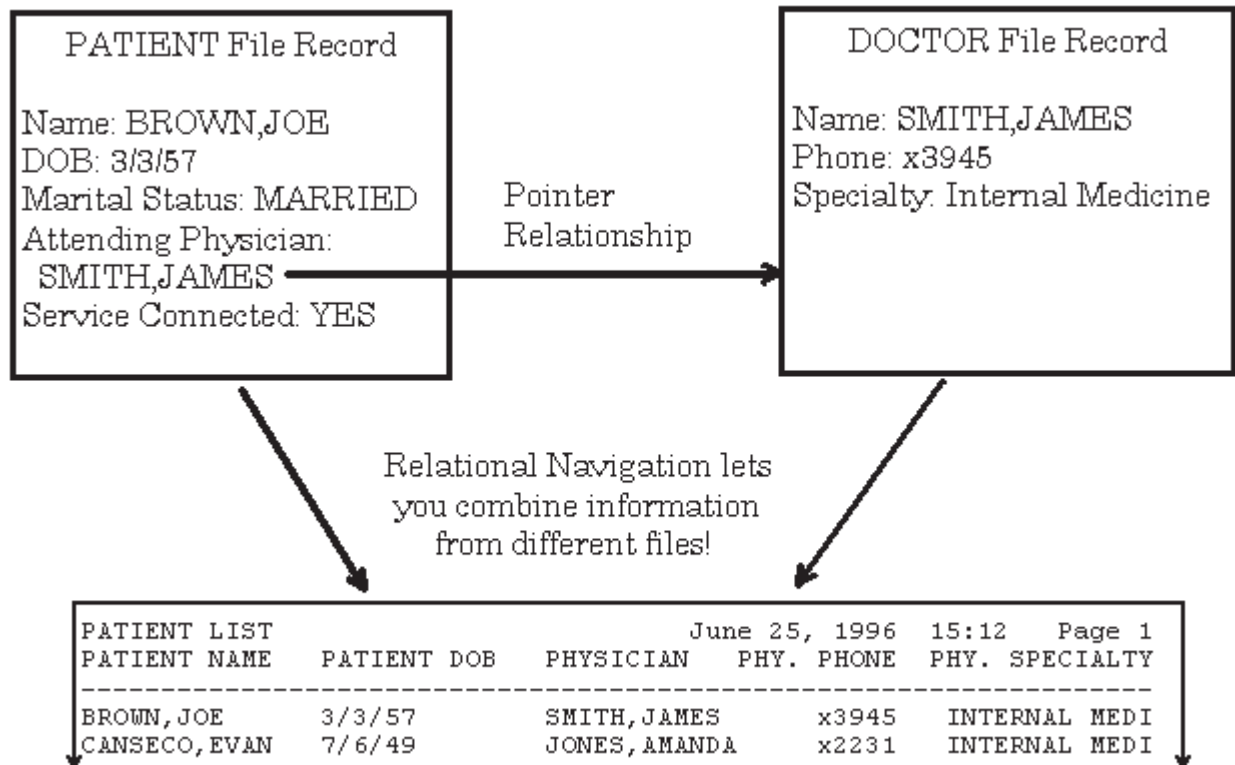 PATIENT File Record
Name: BROWN,JOE
DOB: 3/3/57
Marital Status: MARRIED
Attending Physician:
SMITH,JAMES
Service Connected: YES
Pointer
Relationship
DOCTOR File Record
Name: SMITH,JAMES
Phone: x3945
Specialty: Internal Medicine
Relational Navigation lets
you combine information
from different files!
PATIENT LIST June 25, 1996 15:12 Page 1
PATIENT NAME PATIENT DOB PHYSICIAN PHY. PHONE PHY. SPECIALTY
BROWN,JOE 3/3/57 SMITH,JAMES x3945 INTERNAL MEDI
CANSECO,EVAN 7/6/49 JONES,AMANDA x2231 INTERNAL MEDI